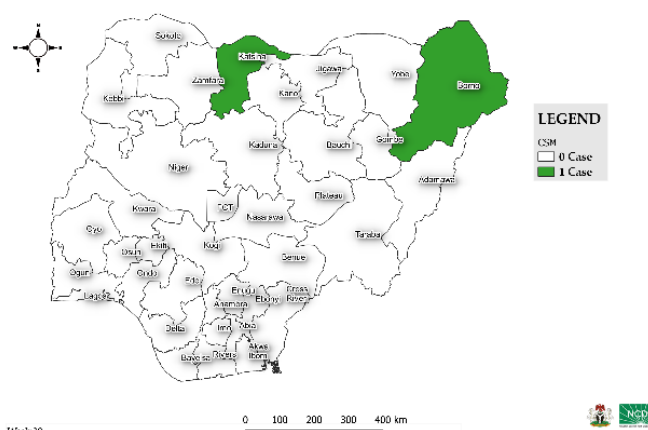 Sokoto
Katsina
Jigawa
Yobe
Borno
Zamfara
Kano
Kebbi
Kaduna
Bauchi
Gombe
Niger
Adamawa
Plateau
Kwara
FCT
Nasarawa
Oyo
Taraba
Kogi
Ekiti
Osun
Benue
Ogun
Ondo
Edo
Lagos
Enugu
Ebonyi
Cross
River
Anambra
Delta
Imo
Abia
Akwa
Ibom
Bayelsa
Rivers
LEGEND
CSM
0 Case
1 Case
0 100 200 300 400 km
NCD